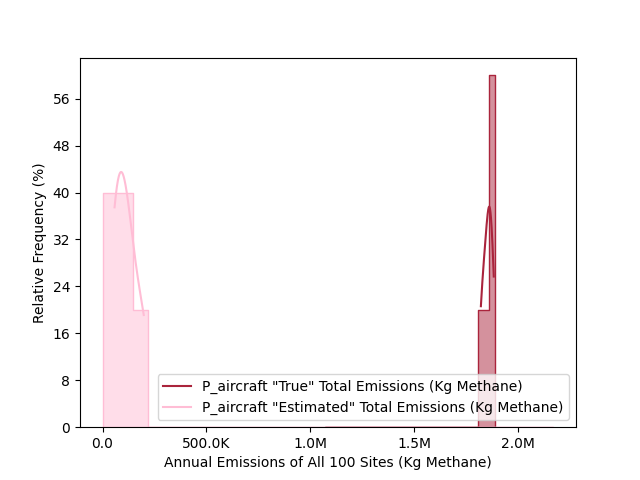 56
48
40
32
24
16
8
0
Relative Frequency (%)
P_aircraft "True" Total Emissions (Kg Methane)
P_aircraft "Estimated" Total Emissions (Kg Methane)
0.0 500.0K 1.0M 1.5M 2.0M
Annual Emissions of All 100 Sites (Kg Methane)